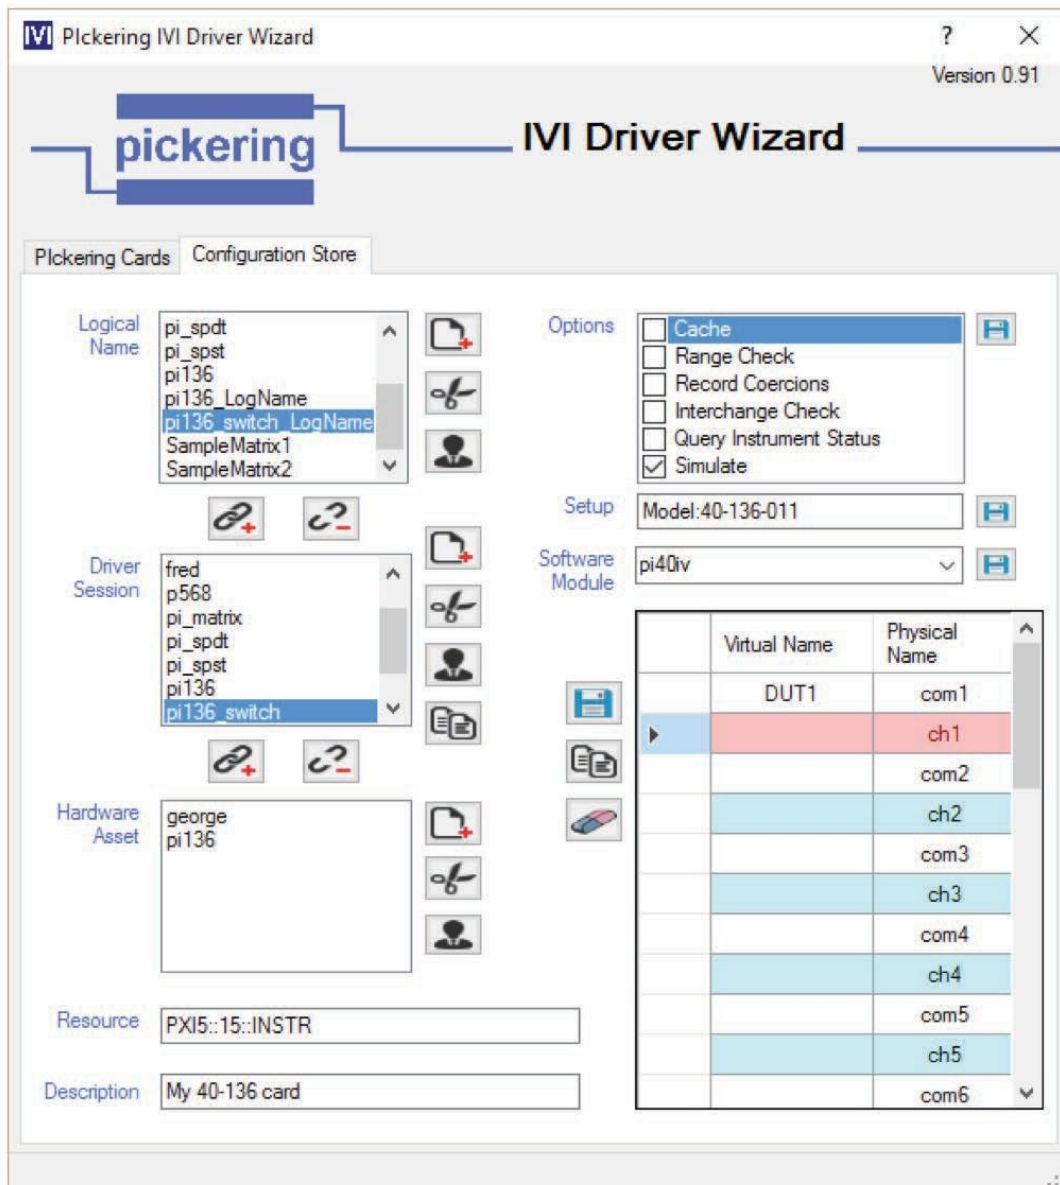 IVI PIckering IVI Driver Wizard ?
Version 0.91
pickering
IVI Driver Wizard
PIckering Cards Configuration Store
Logical
Name
pi_spdt
pi_spst
pi136
pi136_LogName
pi136_switch_LogName
SampleMatrix1
SampleMatrix2
Driver
Session
fred
p568
pi_matrix
pi_spdt
pi_spst
pi136
pi136_switch
Hardware
Asset
george
pi136
Resource PXI5::15::INSTR
Description My 40-136 card
Options
Cache
Range Check
Record Coercions
Interchange Check
Query Instrument Status
Simulate
Setup Model:40-136-011
Software
Module
pi40iv
Virtual Name Physical
Name
DUT1 com1
ch1
com2
ch2
com3
ch3
com4
ch4
com5
ch5
com6